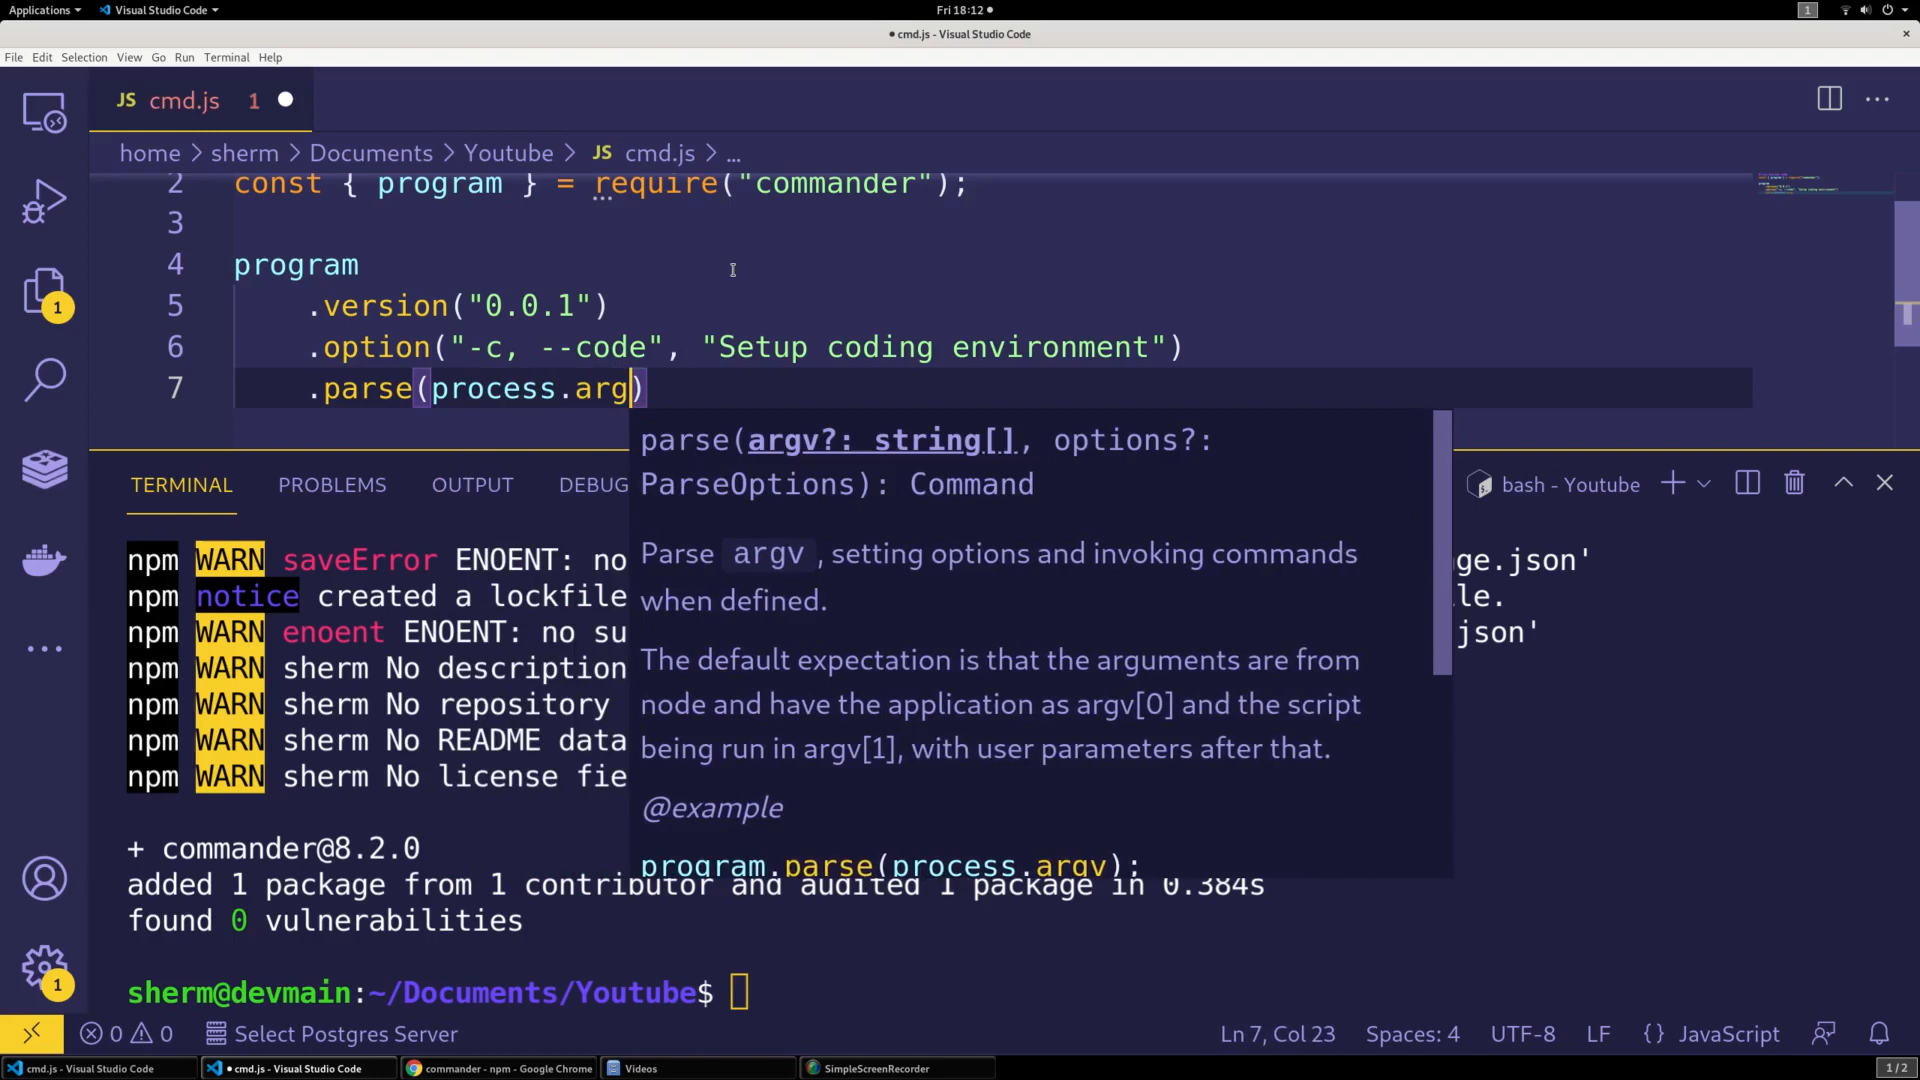 Applications
Visual Studio Code
Fri 18:12
1
cmd.js - Visual Studio Code
File Edit Selection View Go Run Terminal Help
JS cmd.js 1
home > sherm > Documents > Youtube > JS cmd.js > ...
2 const { program } = require("commander");
3
4 program
5 .version("0.0.1")
6 .option("-c, --code", "Setup coding environment")
7 .parse(process.arg)
parse(argv?: string[], options?:
ParseOptions): Command
Parse argv, setting options and invoking commands
when defined.
The default expectation is that the arguments are from
node and have the application as argv[0] and the script
being run in argv[1], with user parameters after that.
@example
program.parse(process.argv);
1
TERMINAL PROBLEMS OUTPUT DEBUG
bash - Youtube
npm WARN saveError ENOENT: no ge.json'
npm notice created a lockfile le.
npm WARN enoent ENOENT: no su json'
npm WARN sherm No description
npm WARN sherm No repository
npm WARN sherm No README data
npm WARN sherm No license fie
+ commander@8.2.0
added 1 package from 1 contributor and audited 1 package in 0.384s
found 0 vulnerabilities
sherm@devmain:~/Documents/Youtube$
1
0 0 Select Postgres Server
Ln 7, Col 23 Spaces: 4 UTF-8 LF {} JavaScript
cmd.js - Visual Studio Code
cmd.js - Visual Studio Code
commander - npm - Google Chrome
Videos
SimpleScreenRecorder
1 / 2